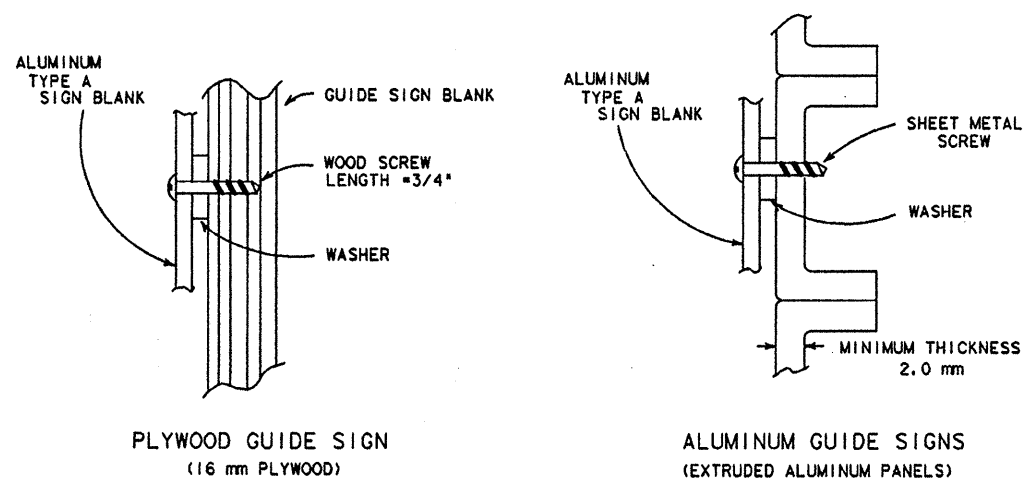 ALUMINUM
TYPE A
SIGN BLANK
GUIDE SIGN BLANK
WOOD SCREW
LENGTH =3/4"
WASHER
PLYWOOD GUIDE SIGN
(16 mm PLYWOOD)
ALUMINUM
TYPE A
SIGN BLANK
SHEET METAL
SCREW
WASHER
MINIMUM THICKNESS
2.0 mm
ALUMINUM GUIDE SIGNS
(EXTRUDED ALUMINUM PANELS)